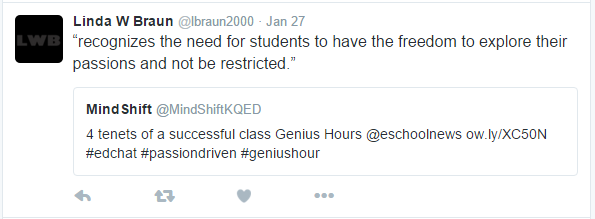 LWB
Linda W Braun @lbraun2000 · Jan 27
“recognizes the need for students to have the freedom to explore their
passions and not be restricted.”
MindShift @MindShiftKQED
4 tenets of a successful class Genius Hours @eschoolnews ow.ly/XC50N
#edchat #passiondriven #geniushour